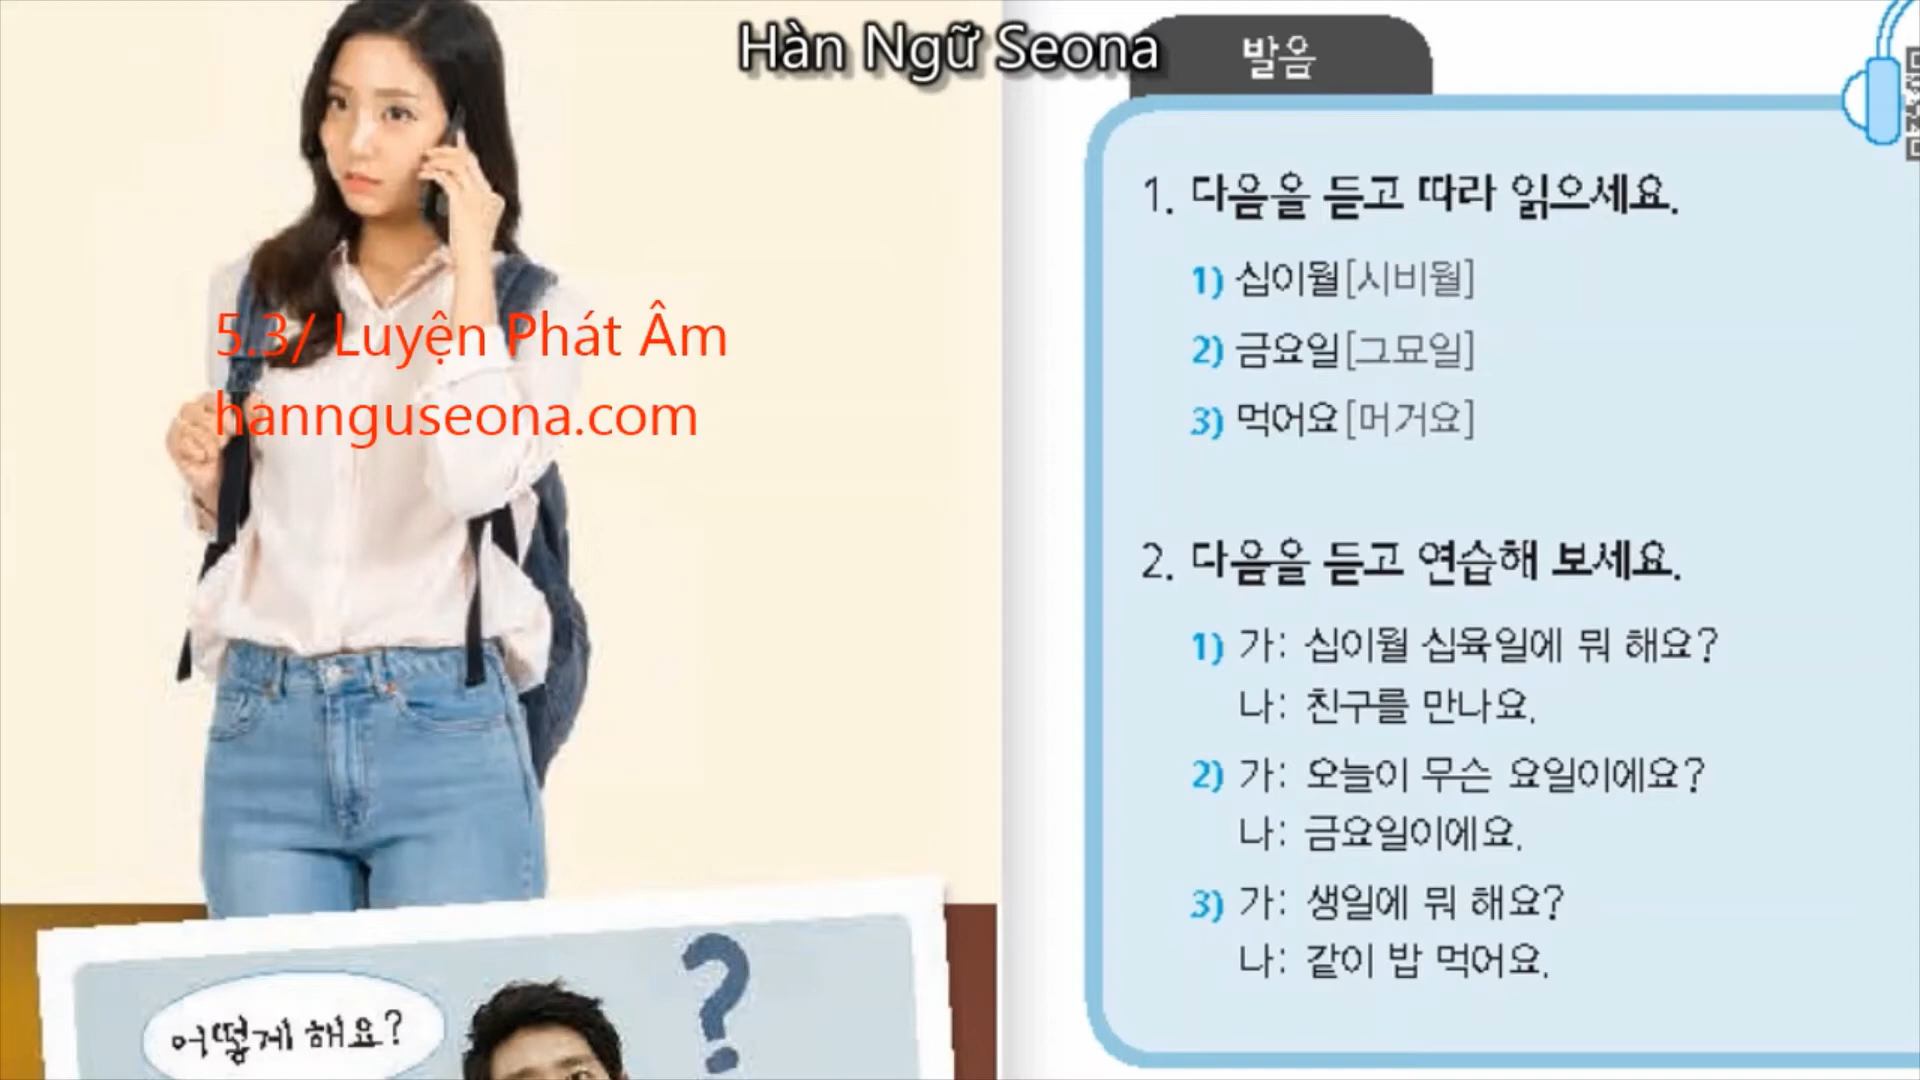 Hàn Ngữ Seona
발음
5.3/ Luyện Phát Âm
hannguseona.com
1. 다음을 듣고 따라 읽으세요.
1) 십이월[시비월]
2) 금요일[그묘일]
3) 먹어요[머거요]
2. 다음을 듣고 연습해 보세요.
1) 가: 십이월 십육일에 뭐 해요?
나: 친구를 만나요.
2) 가: 오늘이 무슨 요일이에요?
나: 금요일이에요.
3) 가: 생일에 뭐 해요?
나: 같이 밥 먹어요.
어떻게 해요?
?